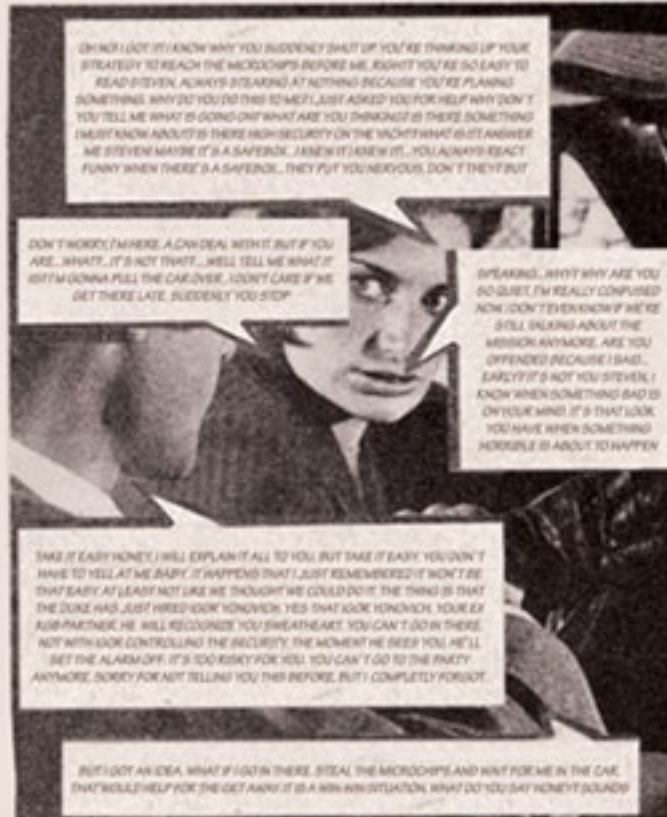 OH NO! I GOT IT! I KNOW WHY YOU SUDDENLY SHUT UP. YOU'RE THINKING UP YOUR
STRATEGY TO REACH THE MICROCHIPS BEFORE ME, RIGHT? YOU'RE SO EASY TO
READ STEVEN, ALWAYS STEARING AT NOTHING BECAUSE YOU'RE PLANING
SOMETHING. WHY DO YOU DO THIS TO ME? I JUST ASKED YOU FOR HELP WHY DON'T
YOU TELL ME WHAT IS GOING ON? WHAT ARE YOU THINKING? IS THERE SOMETHING
I MUST KNOW ABOUT? IS THERE HIGH SECURITY ON THE YACHT? WHAT IS IT? ANSWER
ME STEVEN! MAYBE IT'S A SAFEBOX... I KNEW IT I KNEW IT!... YOU ALWAYS REACT
FUNNY WHEN THERE'S A SAFEBOX... THEY PUT YOU NERVOUS, DON'T THEY? BUT
DON'T WORRY, I'M HERE. A CAN DEAL WITH IT. BUT IF YOU
ARE... WHAT?... IT'S NOT THAT?... WELL TELL ME WHAT IT
IS!! I'M GONNA PULL THE CAR OVER... I DON'T CARE IF WE
GET THERE LATE. SUDDENLY YOU STOP
SPEAKING... WHY? WHY ARE YOU
SO QUIET. I'M REALLY CONFUSED
NOW. I DON'T EVEN KNOW IF WE'RE
STILL TALKING ABOUT THE
MISSION ANYMORE. ARE YOU
OFFENDED BECAUSE I SAID...
EARLY? IT'S NOT YOU STEVEN, I
KNOW WHEN SOMETHING BAD IS
ON YOUR MIND. IT'S THAT LOOK
YOU HAVE WHEN SOMETHING
HORRIBLE IS ABOUT TO HAPPEN
TAKE IT EASY HONEY, I WILL EXPLAIN IT ALL TO YOU, BUT TAKE IT EASY. YOU DON'T
HAVE TO YELL AT ME BABY. IT HAPPENS THAT I JUST REMEMBERED IT WON'T BE
THAT EASY. AT LEAST NOT LIKE WE THOUGHT WE COULD DO IT. THE THING IS THAT
THE DUKE HAS JUST HIRED IGOR YONOVICH. YES THAT IGOR YONOVICH. YOUR EX
KGB PARTNER. HE WILL RECOGNIZE YOU SWEATHEART. YOU CAN'T GO IN THERE,
NOT WITH IGOR CONTROLLING THE SECURITY. THE MOMENT HE SEES YOU, HE'LL
SET THE ALARM OFF. IT'S TOO RISKY FOR YOU. YOU CAN'T GO TO THE PARTY
ANYMORE. SORRY FOR NOT TELLING YOU THIS BEFORE, BUT I COMPLETLY FORGOT.
BUT I GOT AN IDEA. WHAT IF I GO IN THERE, STEAL THE MICROCHIPS AND WAIT FOR ME IN THE CAR,
THAT WOULD HELP FOR THE GET AWAY. IT IS A WIN-WIN SITUATION. WHAT DO YOU SAY HONEY? SOUNDS